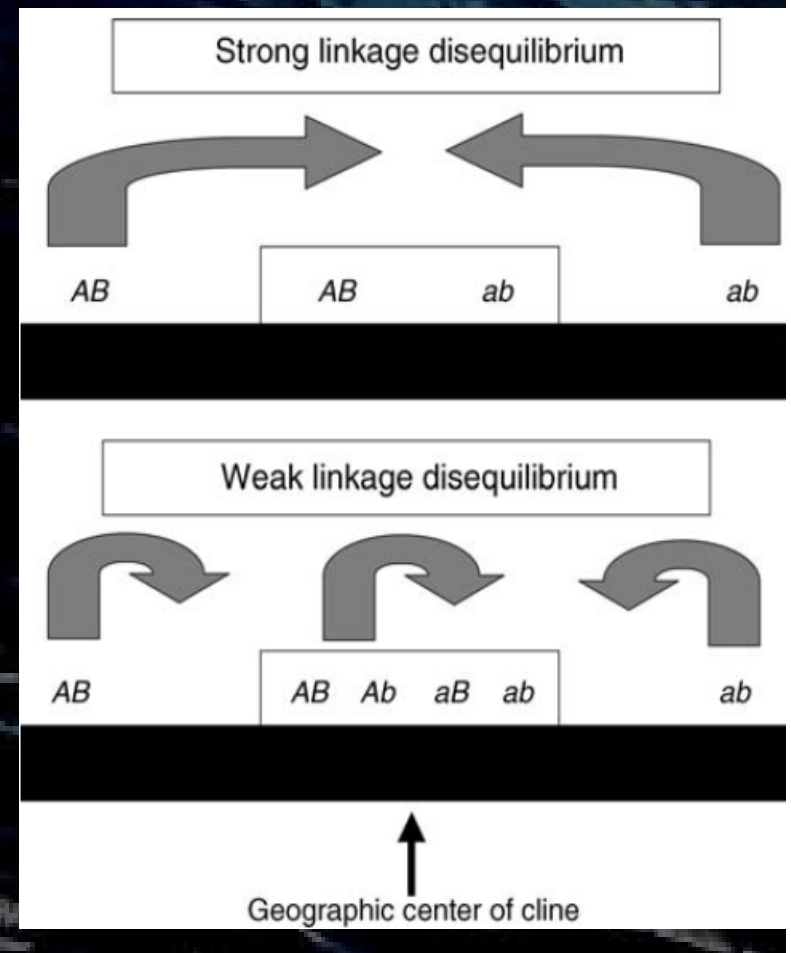 Strong linkage disequilibrium
AB AB ab ab
Weak linkage disequilibrium
AB AB Ab aB ab ab
Geographic center of cline